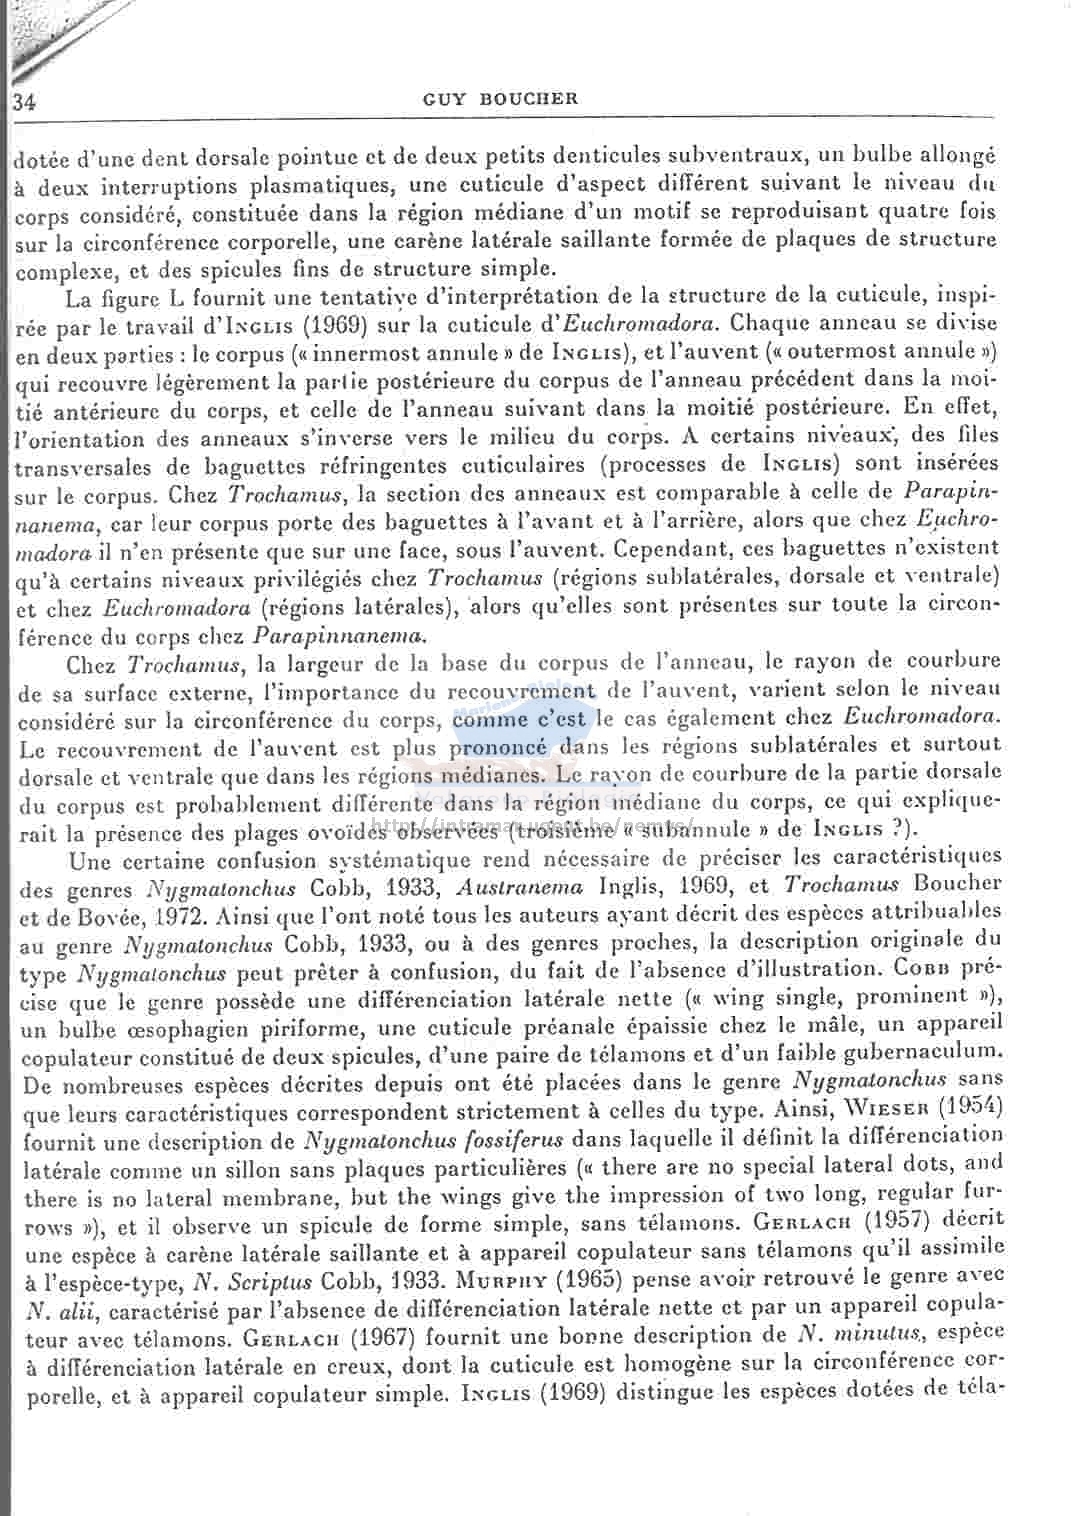 34
GUY BOUCHER
dotée d'une dent dorsale pointue et de deux petits denticules subventraux, un bulbe allongé
à deux interruptions plasmatiques, une cuticule d'aspect différent suivant le niveau du
corps considéré, constituée dans la région médiane d'un motif se reproduisant quatre fois
sur la circonférence corporelle, une carène latérale saillante formée de plaques de structure
complexe, et des spicules fins de structure simple.
La figure L fournit une tentative d'interprétation de la structure de la cuticule, inspi-
rée par le travail d'INGLIS (1969) sur la cuticule d'Euchromadora. Chaque anneau se divise
en deux parties : le corpus (« innermost annule » de INGLIS), et l'auvent (« outermost annule »)
qui recouvre légèrement la partie postérieure du corpus de l'anneau précédent dans la moi-
tié antérieure du corps, et celle de l'anneau suivant dans la moitié postérieure. En effet,
l'orientation des anneaux s'inverse vers le milieu du corps. A certains niveaux, des files
transversales de baguettes réfringentes cuticulaires (processes de INGLIS) sont insérées
sur le corpus. Chez Trochamus, la section des anneaux est comparable à celle de Parapin-
nanema, car leur corpus porte des baguettes à l'avant et à l'arrière, alors que chez Euchro-
madora il n'en présente que sur une face, sous l'auvent. Cependant, ces baguettes n'existent
qu'à certains niveaux privilégiés chez Trochamus (régions sublatérales, dorsale et ventrale)
et chez Euchromadora (régions latérales), alors qu'elles sont présentes sur toute la circon-
férence du corps chez Parapinnanema.
Chez Trochamus, la largeur de la base du corpus de l'anneau, le rayon de courbure
de sa surface externe, l'importance du recouvrement de l'auvent, varient selon le niveau
considéré sur la circonférence du corps, comme c'est le cas également chez Euchromadora.
Le recouvrement de l'auvent est plus prononcé dans les régions sublatérales et surtout
dorsale et ventrale que dans les régions médianes. Le rayon de courbure de la partie dorsale
du corpus est probablement différente dans la région médiane du corps, ce qui explique-
rait la présence des plages ovoïdes observées (troisième « subannule » de INGLIS ?).
http://intramar.ugent.be/nemys/
Une certaine confusion systématique rend nécessaire de préciser les caractéristiques
des genres Nygmatonchus Cobb, 1933, Austranema Inglis, 1969, et Trochamus Boucher
et de Bovée, 1972. Ainsi que l'ont noté tous les auteurs ayant décrit des espèces attribuables
au genre Nygmatonchus Cobb, 1933, ou à des genres proches, la description originale du
type Nygmatonchus peut prêter à confusion, du fait de l'absence d'illustration. COBB pré-
cise que le genre possède une différenciation latérale nette (« wing single, prominent »),
un bulbe œsophagien piriforme, une cuticule préanale épaissie chez le mâle, un appareil
copulateur constitué de deux spicules, d'une paire de télamons et d'un faible gubernaculum.
De nombreuses espèces décrites depuis ont été placées dans le genre Nygmatonchus sans
que leurs caractéristiques correspondent strictement à celles du type. Ainsi, WIESER (1954)
fournit une description de Nygmatonchus fossiferus dans laquelle il définit la différenciation
latérale comme un sillon sans plaques particulières (« there are no special lateral dots, and
there is no lateral membrane, but the wings give the impression of two long, regular fur-
rows »), et il observe un spicule de forme simple, sans télamons. GERLACH (1957) décrit
une espèce à carène latérale saillante et à appareil copulateur sans télamons qu'il assimile
à l'espèce-type, N. Scriptus Cobb, 1933. MURPHY (1965) pense avoir retrouvé le genre avec
N. alii, caractérisé par l'absence de différenciation latérale nette et par un appareil copula-
teur avec télamons. GERLACH (1967) fournit une bonne description de N. minutus, espèce
à différenciation latérale en creux, dont la cuticule est homogène sur la circonférence cor-
porelle, et à appareil copulateur simple. INGLIS (1969) distingue les espèces dotées de téla-